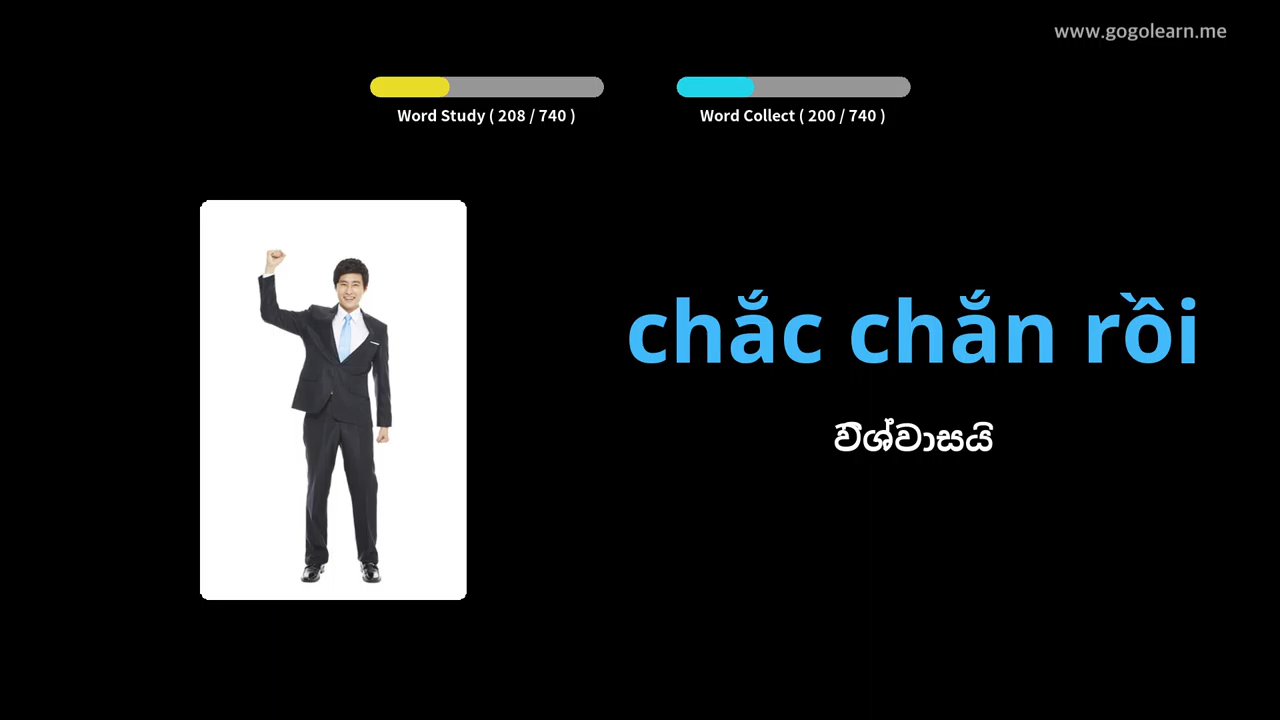 www.gogolearn.me
Word Study ( 208 / 740 )
Word Collect ( 200 / 740 )
chắc chắn rồi
විශ්වාසයි